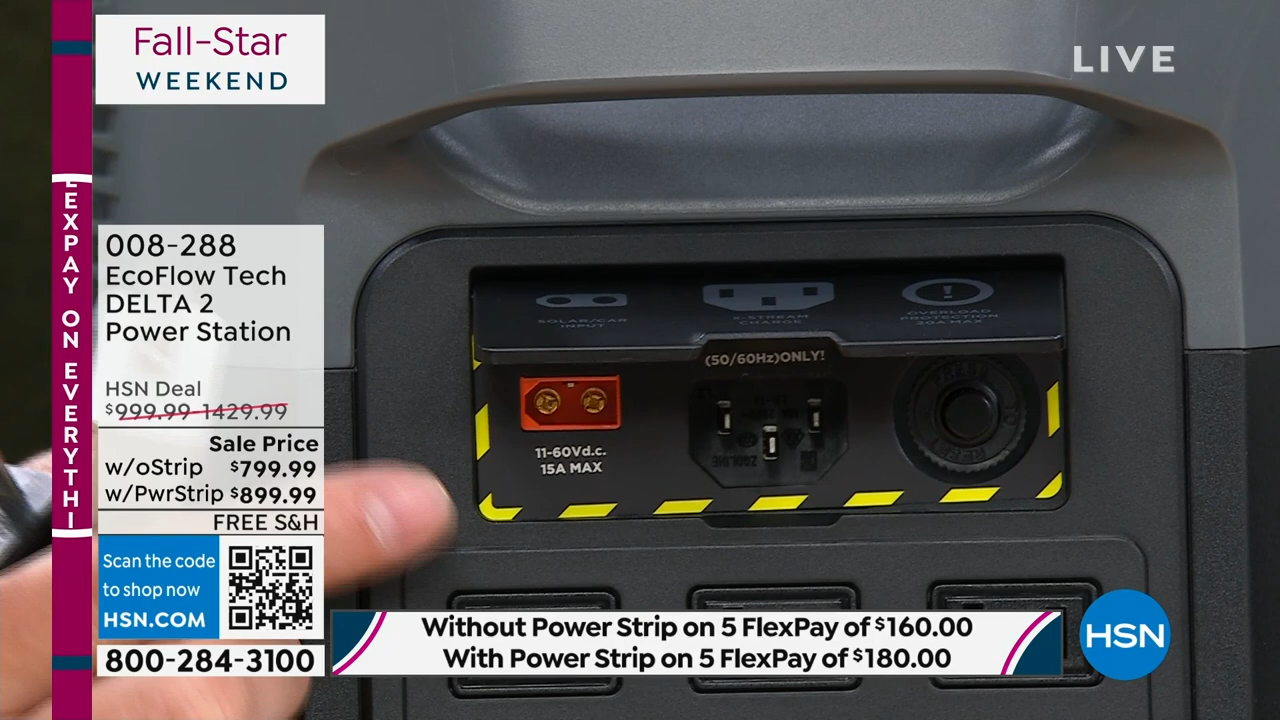 Fall-Star
WEEKEND
LIVE
EXPAY ON EVERYTHI
008-288
EcoFlow Tech
DELTA 2
Power Station
HSN Deal
$999.99-1429.99
Sale Price
w/oStrip $799.99
w/PwrStrip $899.99
FREE S&H
Scan the code
to shop now
HSN.COM
800-284-3100
SOLAR/CAR
INPUT
X-STREAM
CHARGE
OVERLOAD
PROTECTION
20A MAX
(50/60Hz)ONLY!
11-60Vd.c.
15A MAX
PRESS
TO
Without Power Strip on 5 FlexPay of $160.00
With Power Strip on 5 FlexPay of $180.00
HSN